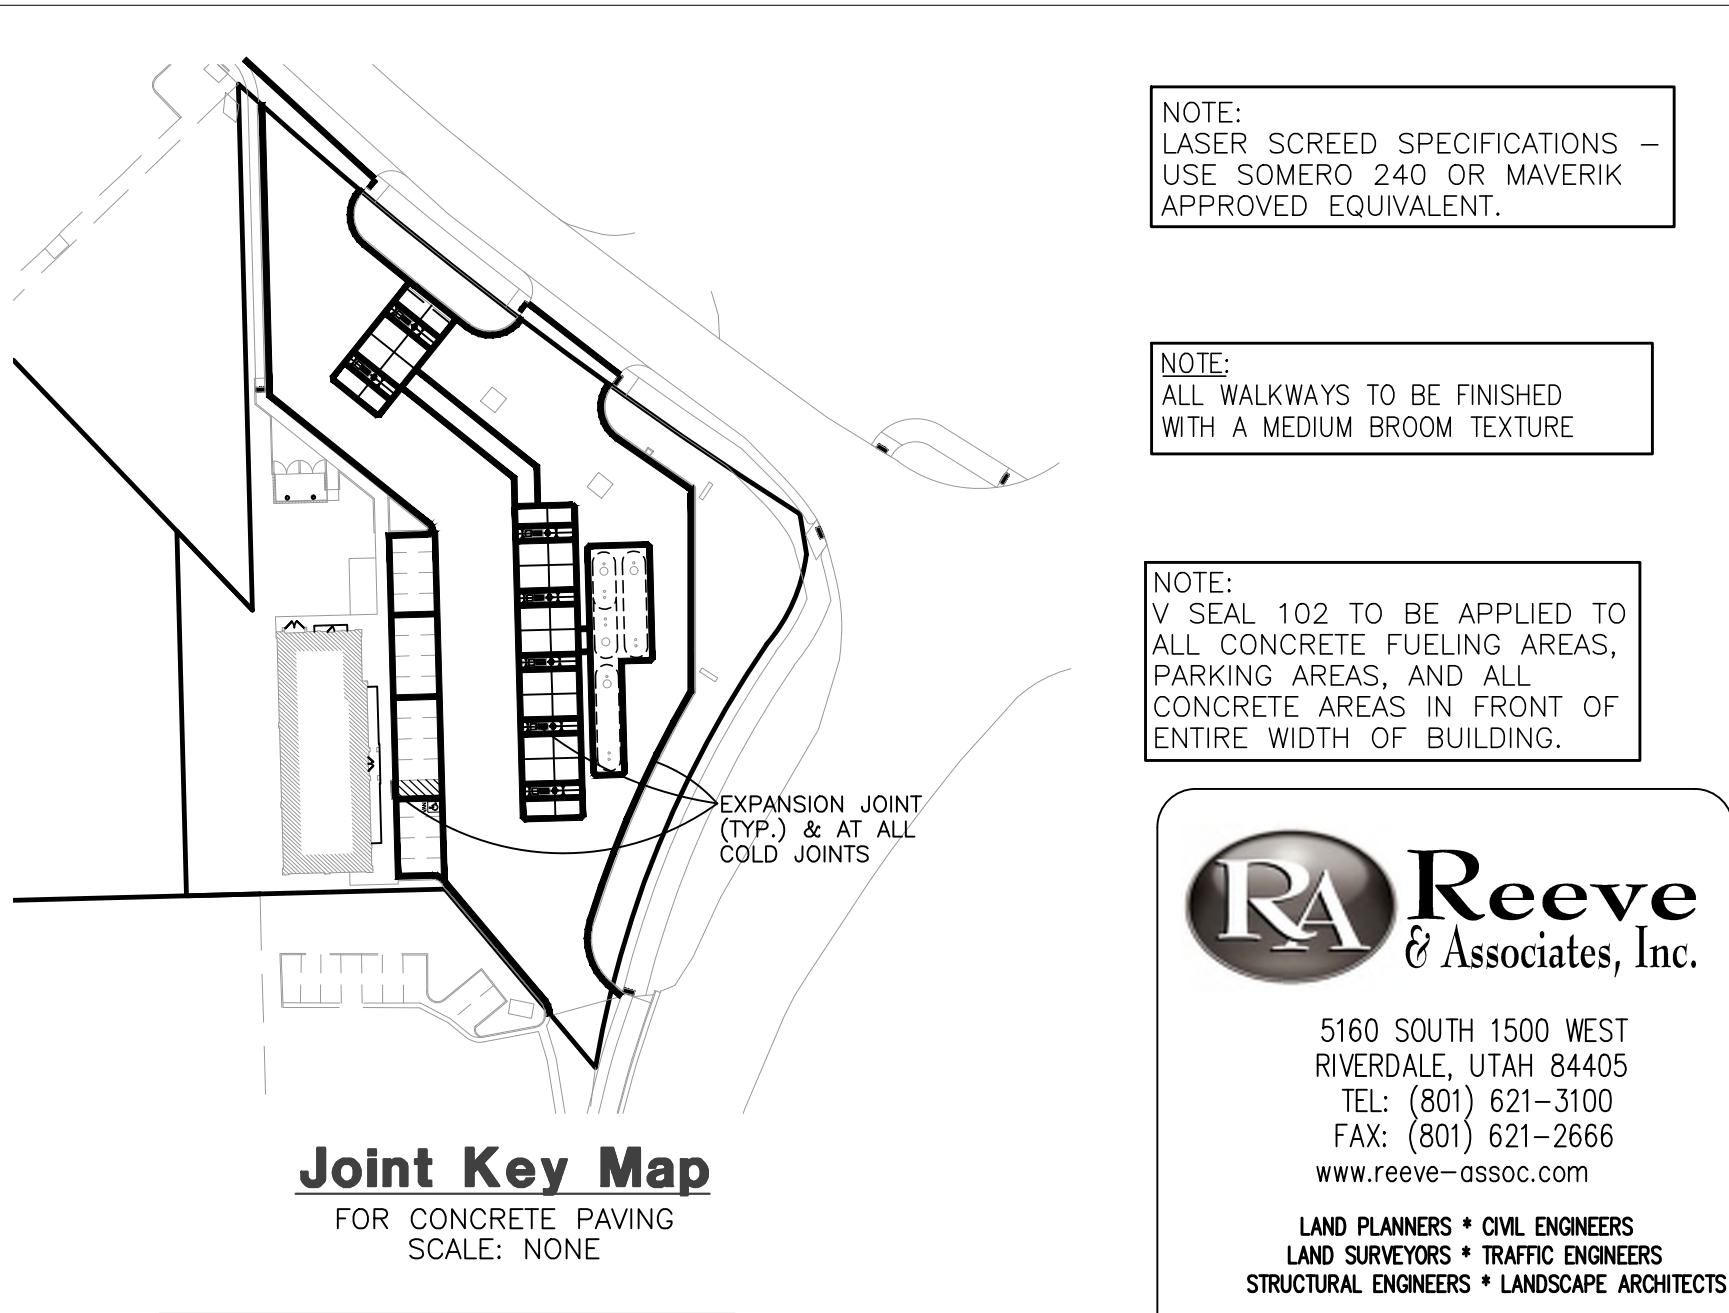 NOTE:
LASER SCREED SPECIFICATIONS –
USE SOMERO 240 OR MAVERIK
APPROVED EQUIVALENT.
NOTE:
ALL WALKWAYS TO BE FINISHED
WITH A MEDIUM BROOM TEXTURE
NOTE:
V SEAL 102 TO BE APPLIED TO
ALL CONCRETE FUELING AREAS,
PARKING AREAS, AND ALL
CONCRETE AREAS IN FRONT OF
ENTIRE WIDTH OF BUILDING.
EXPANSION JOINT
(TYP.) & AT ALL
COLD JOINTS
Joint Key Map
FOR CONCRETE PAVING
SCALE: NONE
RA
Reeve
& Associates, Inc.
5160 SOUTH 1500 WEST
RIVERDALE, UTAH 84405
TEL: (801) 621-3100
FAX: (801) 621-2666
www.reeve-assoc.com
LAND PLANNERS * CIVIL ENGINEERS
LAND SURVEYORS * TRAFFIC ENGINEERS
STRUCTURAL ENGINEERS * LANDSCAPE ARCHITECTS